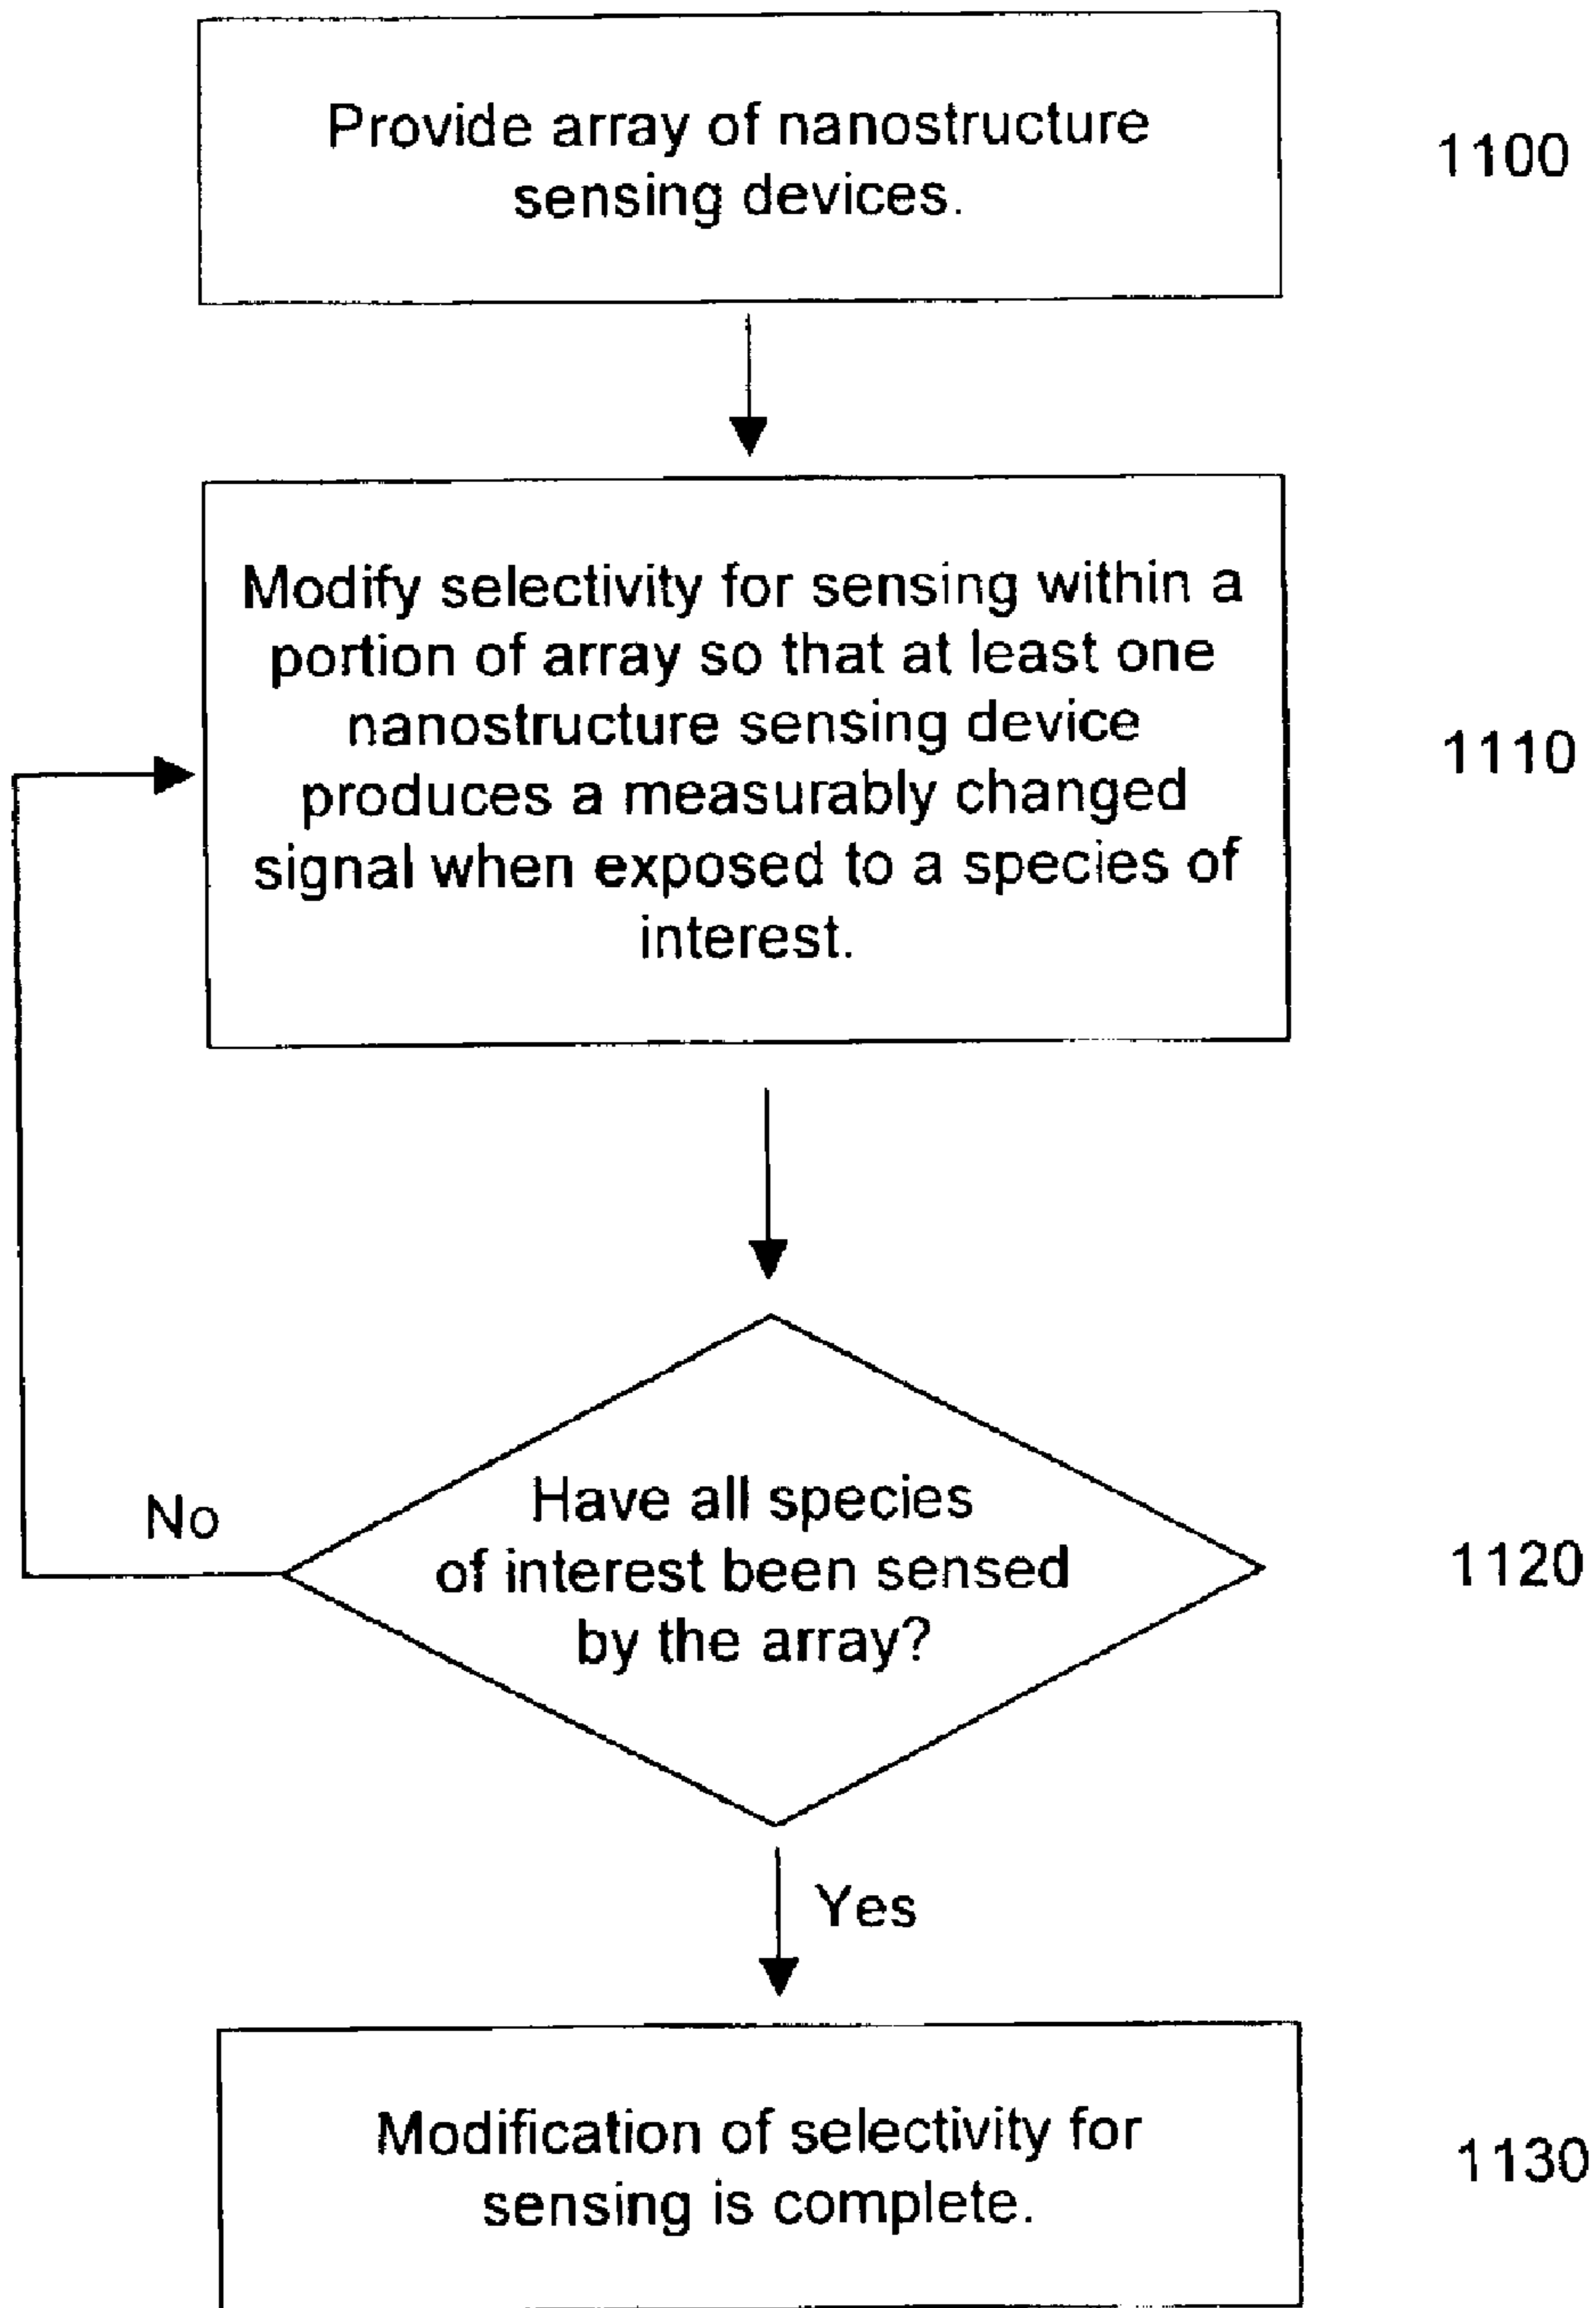 Provide array of nanostructure
sensing devices.
1100
Modify selectivity for sensing within a
portion of array so that at least one
nanostructure sensing device
produces a measurably changed
signal when exposed to a species of
interest.
1110
Have all species
of interest been sensed
by the array?
1120
No
Yes
Modification of selectivity for
sensing is complete.
1130